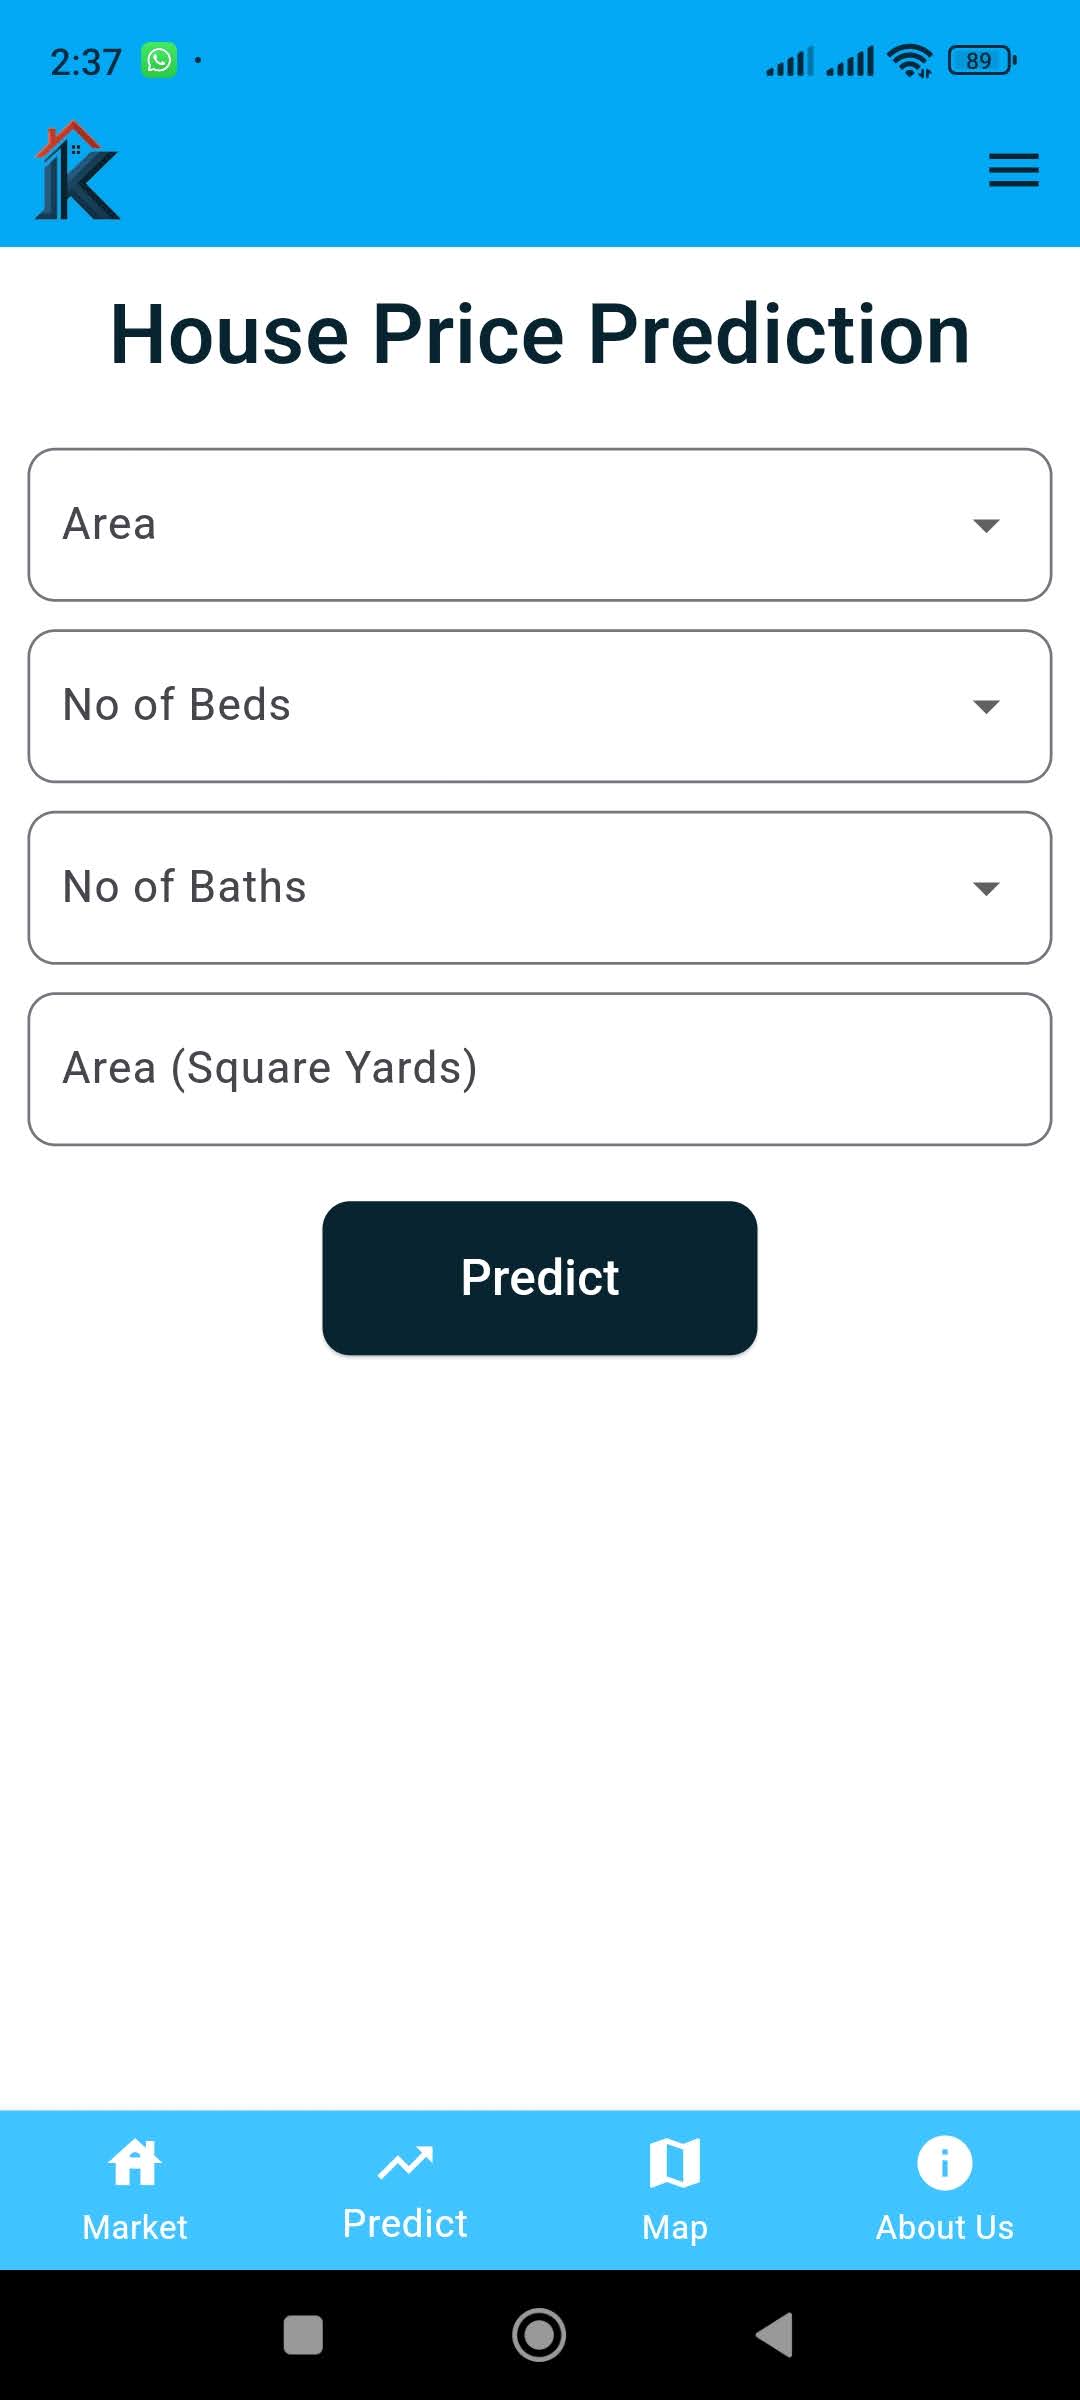 2:37
89
K
House Price Prediction
Area
No of Beds
No of Baths
Area (Square Yards)
Predict
Market
Predict
Map
About Us